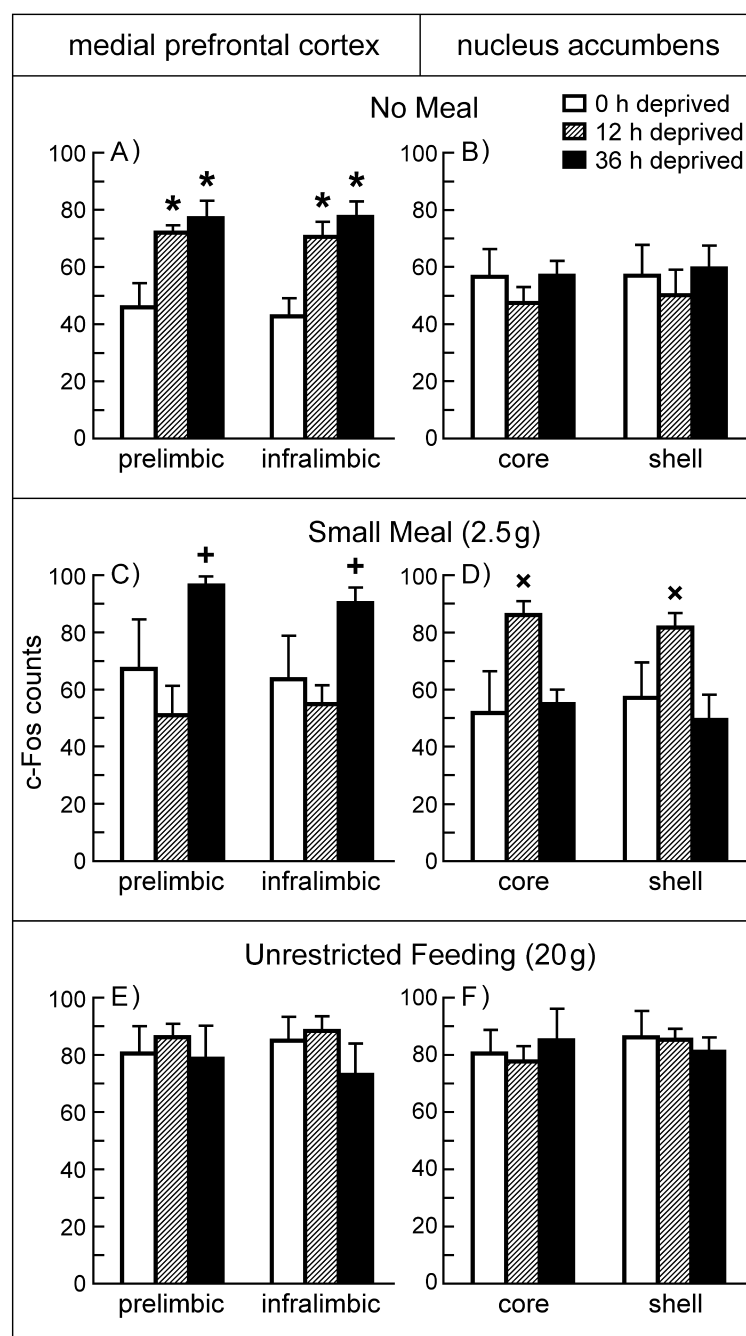 medial prefrontal cortex
nucleus accumbens
No Meal
0 h deprived
12 h deprived
36 h deprived
A)
* * * *
100
80
60
40
20
0
prelimbic
infralimbic
B)
100
80
60
40
20
0
core
shell
Small Meal (2.5g)
c-Fos counts
C)
+ +
100
80
60
40
20
0
prelimbic
infralimbic
D)
× ×
100
80
60
40
20
0
core
shell
Unrestricted Feeding (20g)
E)
100
80
60
40
20
0
prelimbic
infralimbic
F)
100
80
60
40
20
0
core
shell